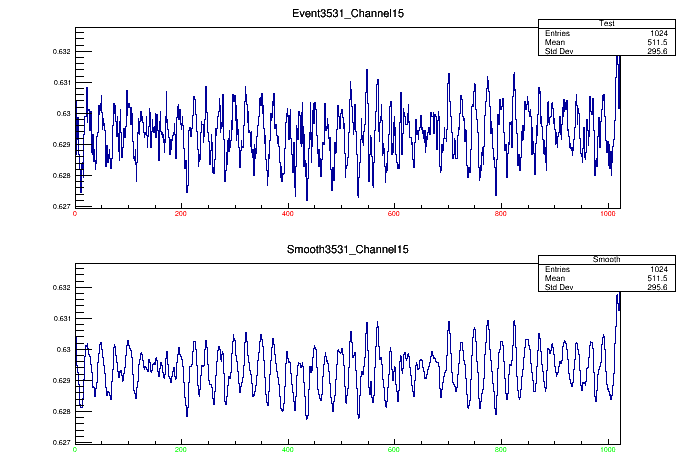 Event3531_Channel15
Test
Entries 1024
Mean 511.5
Std Dev 295.6
0.632
0.631
0.63
0.629
0.628
0.627
0 200 400 600 800 1000
Smooth3531_Channel15
Smooth
Entries 1024
Mean 511.5
Std Dev 295.6
0.632
0.631
0.63
0.629
0.628
0.627
0 200 400 600 800 1000